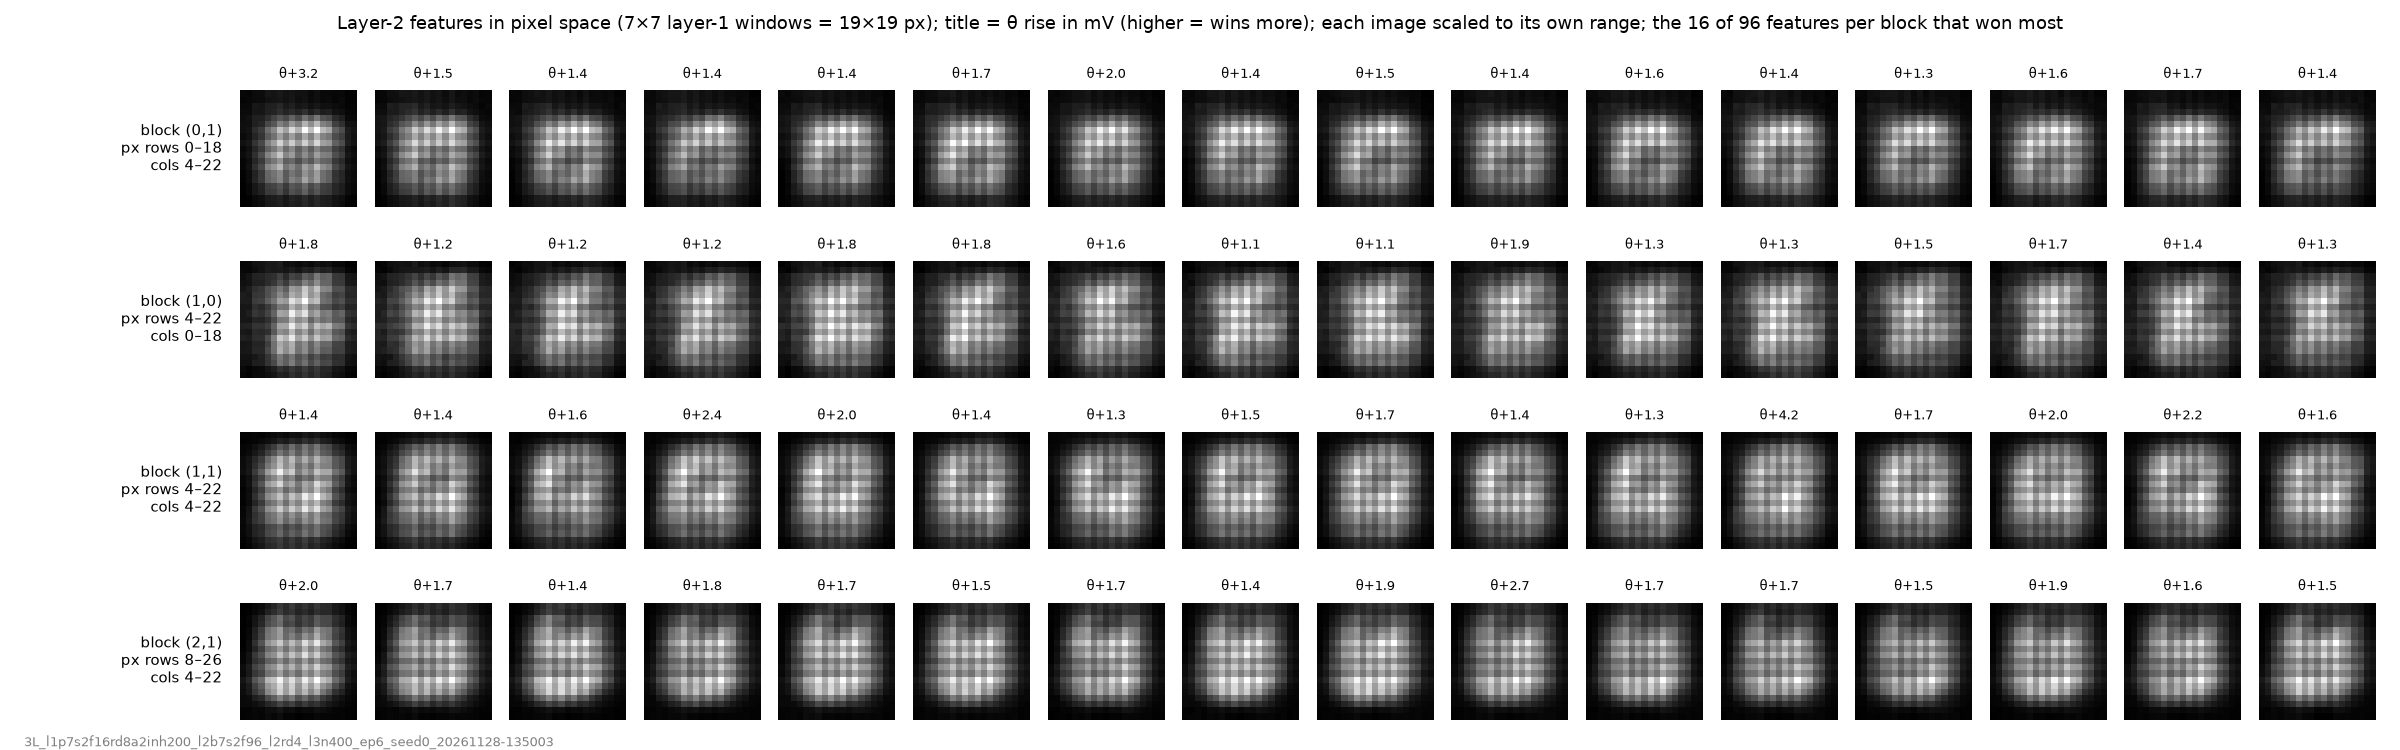 Layer-2 features in pixel space (7×7 layer-1 windows = 19×19 px); title = θ rise in mV (higher = wins more); each image scaled to its own range; the 16 of 96 features per block that won most
θ+3.2 θ+1.5 θ+1.4 θ+1.4 θ+1.4 θ+1.7 θ+2.0 θ+1.4 θ+1.5 θ+1.4 θ+1.6 θ+1.4 θ+1.3 θ+1.6 θ+1.7 θ+1.4
block (0,1)
px rows 0–18
cols 4–22
θ+1.8 θ+1.2 θ+1.2 θ+1.2 θ+1.8 θ+1.8 θ+1.6 θ+1.1 θ+1.1 θ+1.9 θ+1.3 θ+1.3 θ+1.5 θ+1.7 θ+1.4 θ+1.3
block (1,0)
px rows 4–22
cols 0–18
θ+1.4 θ+1.4 θ+1.6 θ+2.4 θ+2.0 θ+1.4 θ+1.3 θ+1.5 θ+1.7 θ+1.4 θ+1.3 θ+4.2 θ+1.7 θ+2.0 θ+2.2 θ+1.6
block (1,1)
px rows 4–22
cols 4–22
θ+2.0 θ+1.7 θ+1.4 θ+1.8 θ+1.7 θ+1.5 θ+1.7 θ+1.4 θ+1.9 θ+2.7 θ+1.7 θ+1.7 θ+1.5 θ+1.9 θ+1.6 θ+1.5
block (2,1)
px rows 8–26
cols 4–22
3L_l1p7s2f16rd8a2inh200_l2b7s2f96_l2rd4_l3n400_ep6_seed0_20261128-135003